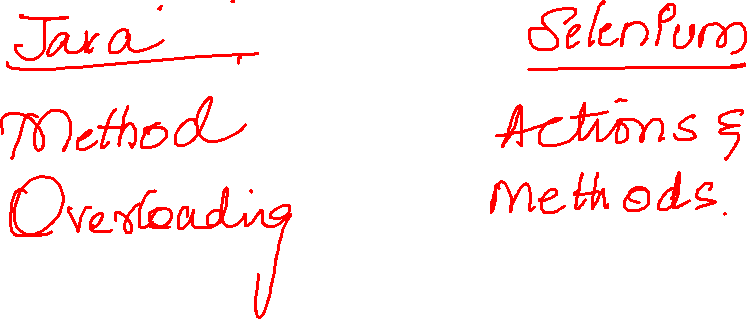 Java
Method
Overloading
Selenium
Actions &
Methods.